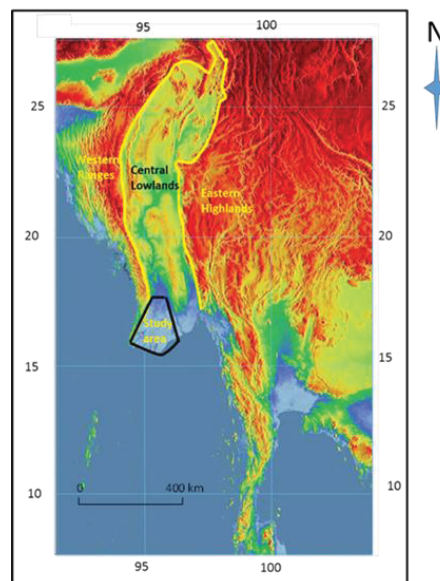 95
100
N
25
25
Western
Ranges
Central
Lowlands
Eastern
Highlands
20
20
Study
area
15
15
0
400 km
10
10
95
100